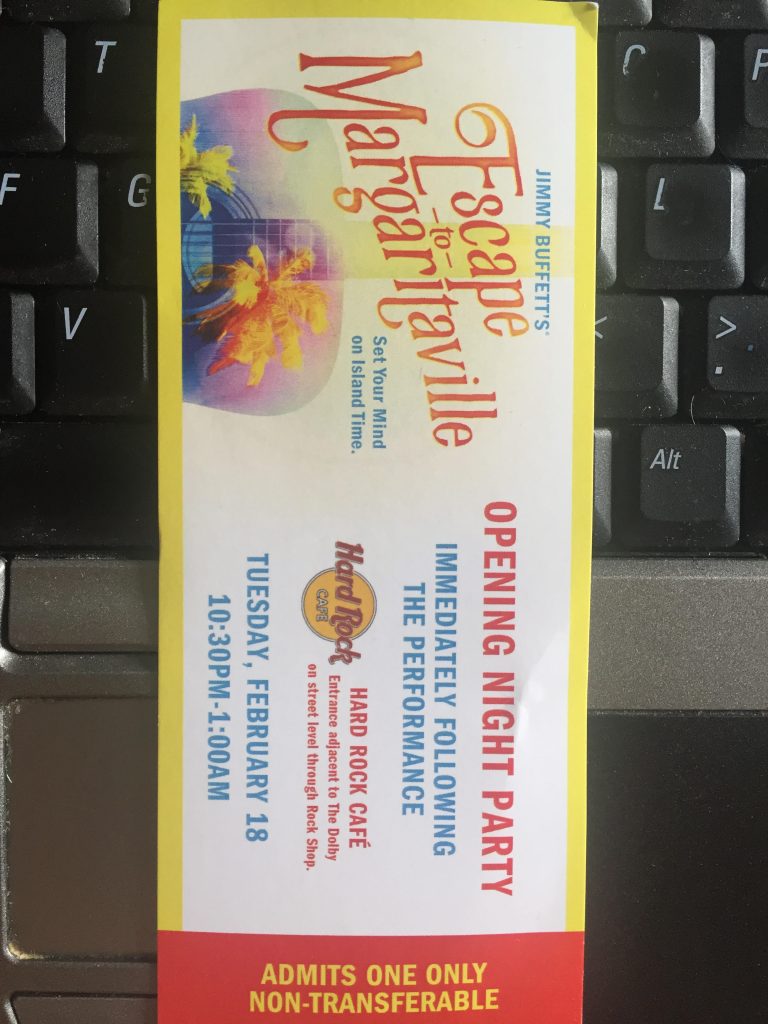 JIMMY BUFFETT'S®
Escape
-to-
Margaritaville
Set Your Mind
on Island Time.
OPENING NIGHT PARTY
IMMEDIATELY FOLLOWING
THE PERFORMANCE
Hard Rock
CAFE
HARD ROCK CAFÉ
Entrance adjacent to The Dolby
on street level through Rock Shop.
TUESDAY, FEBRUARY 18
10:30PM-1:00AM
ADMITS ONE ONLY
NON-TRANSFERABLE
T
F
G
V
L
<
>
.
Alt
P